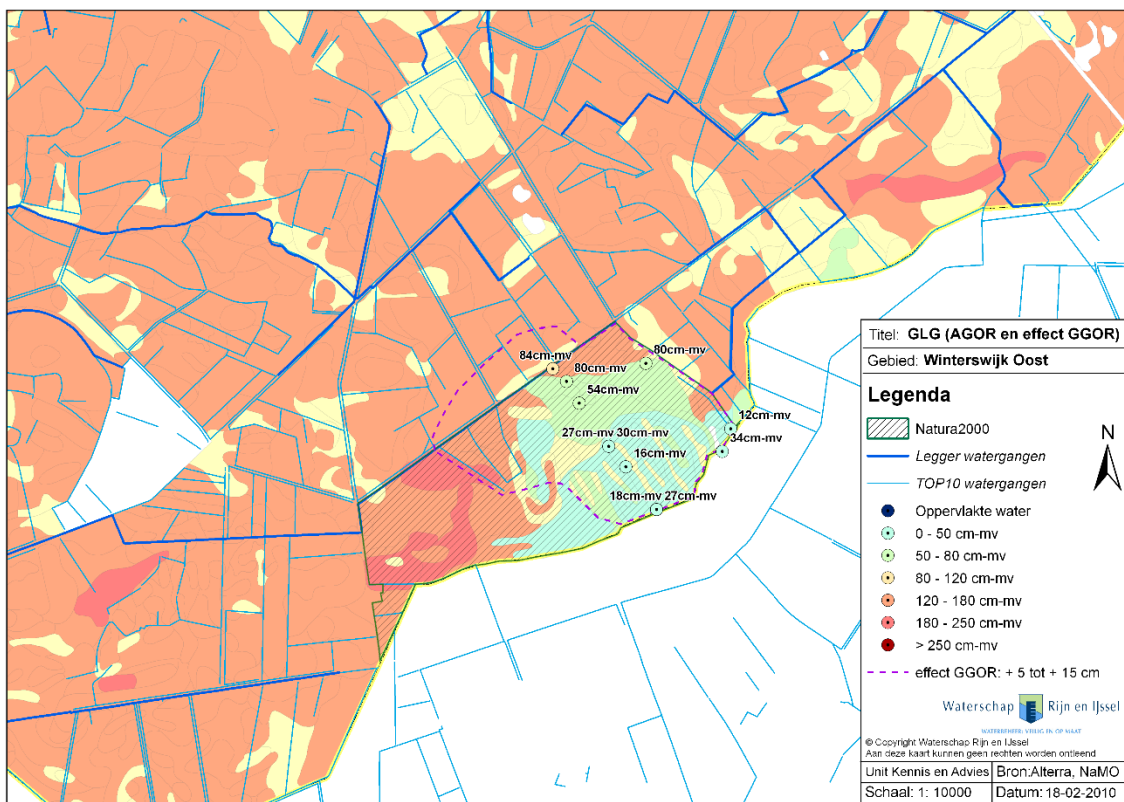 84cm-mv
80cm-mv
80cm-mv
54cm-mv
12cm-mv
27cm-mv 30cm-mv
34cm-mv
16cm-mv
18cm-mv 27cm-mv
Titel: GLG (AGOR en effect GGOR)
Gebied: Winterswijk Oost
Legenda
Natura2000
Legger watergangen
TOP10 watergangen
N
Oppervlakte water
0 - 50 cm-mv
50 - 80 cm-mv
80 - 120 cm-mv
120 - 180 cm-mv
180 - 250 cm-mv
> 250 cm-mv
effect GGOR: + 5 tot + 15 cm
Waterschap Rijn en IJssel
WATERBEHEER: VEILIG EN OP MAAT
© Copyright Waterschap Rijn en IJssel
Aan deze kaart kunnen geen rechten worden ontleend
Unit Kennis en Advies Bron:Alterra, NaMO
Schaal: 1: 10000 Datum: 18-02-2010